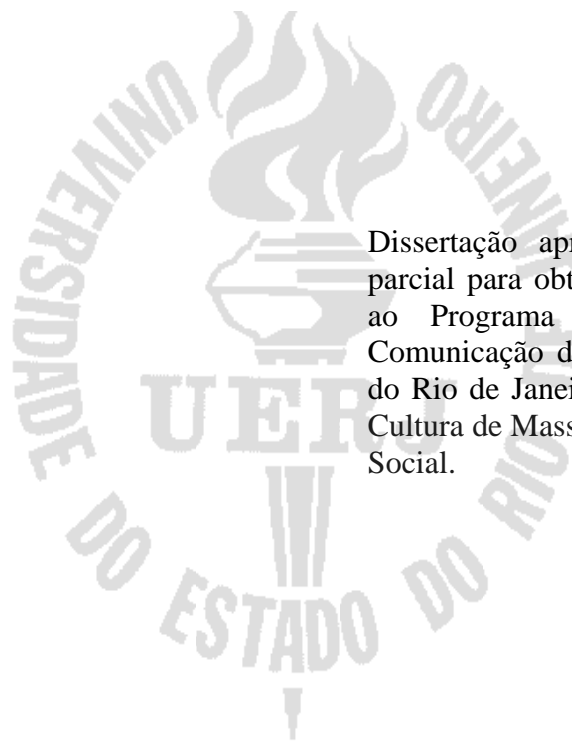 UNIVERSIDADE DO ESTADO DO RIO DE
NEIRO
UERJ
Dissertação apr
parcial para obt
ao Programa
Comunicação d
do Rio de Janei
Cultura de Mass
Social.